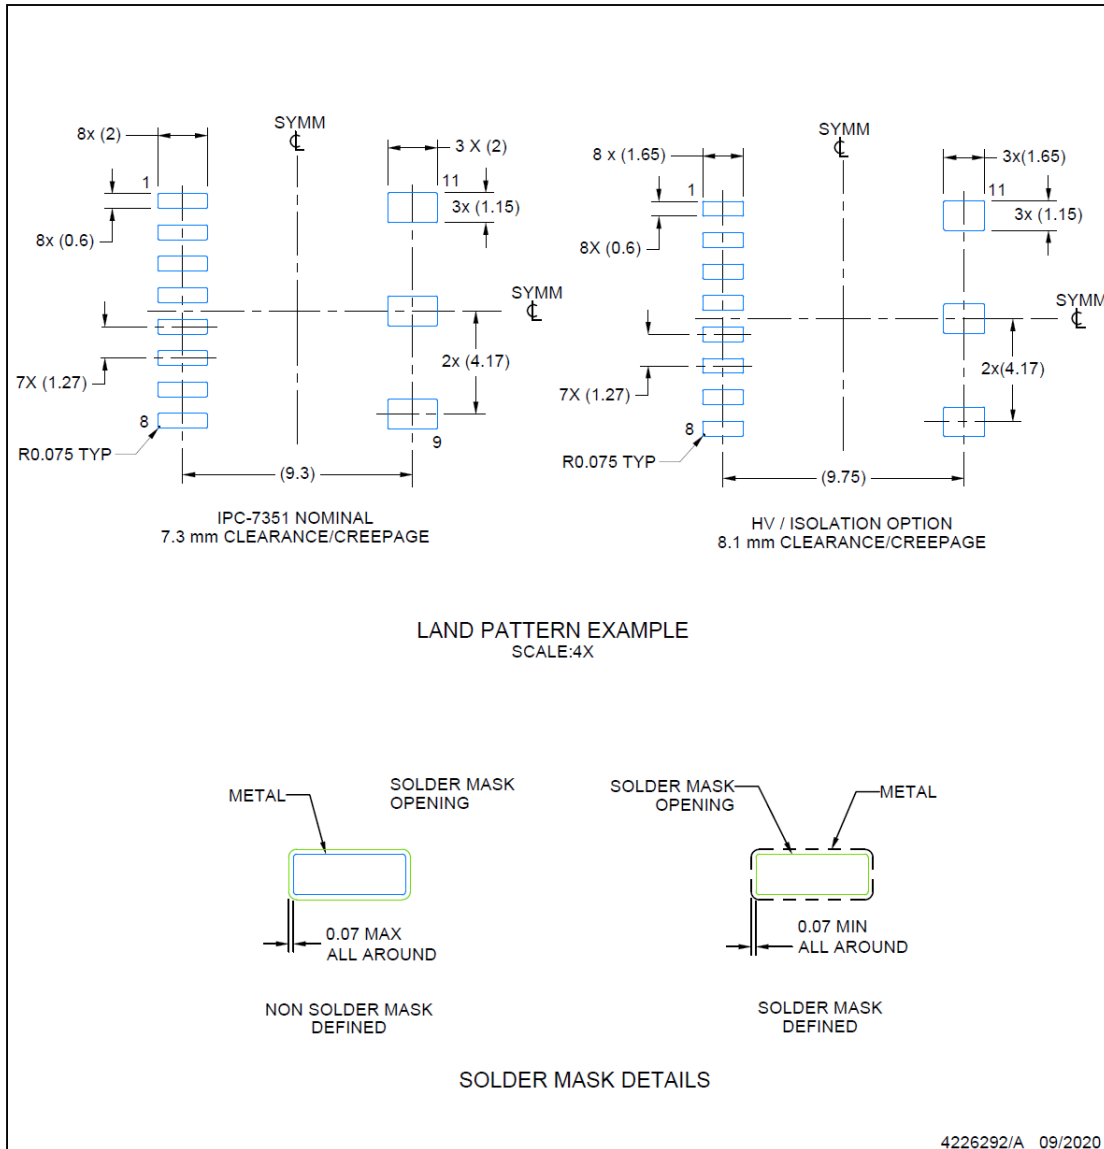 SYMM
℄
8x (2)
3 X (2)
1
11
3x (1.15)
8x (0.6)
SYMM
℄
2x (4.17)
7X (1.27)
8
9
R0.075 TYP
(9.3)
IPC-7351 NOMINAL
7.3 mm CLEARANCE/CREEPAGE
SYMM
℄
8 x (1.65)
3x(1.65)
1
11
3x (1.15)
8X (0.6)
SYMM
℄
2x(4.17)
7X (1.27)
8
R0.075 TYP
(9.75)
HV / ISOLATION OPTION
8.1 mm CLEARANCE/CREEPAGE
LAND PATTERN EXAMPLE
SCALE:4X
METAL
SOLDER MASK
OPENING
0.07 MAX
ALL AROUND
NON SOLDER MASK
DEFINED
SOLDER MASK
OPENING
METAL
0.07 MIN
ALL AROUND
SOLDER MASK
DEFINED
SOLDER MASK DETAILS
4226292/A 09/2020